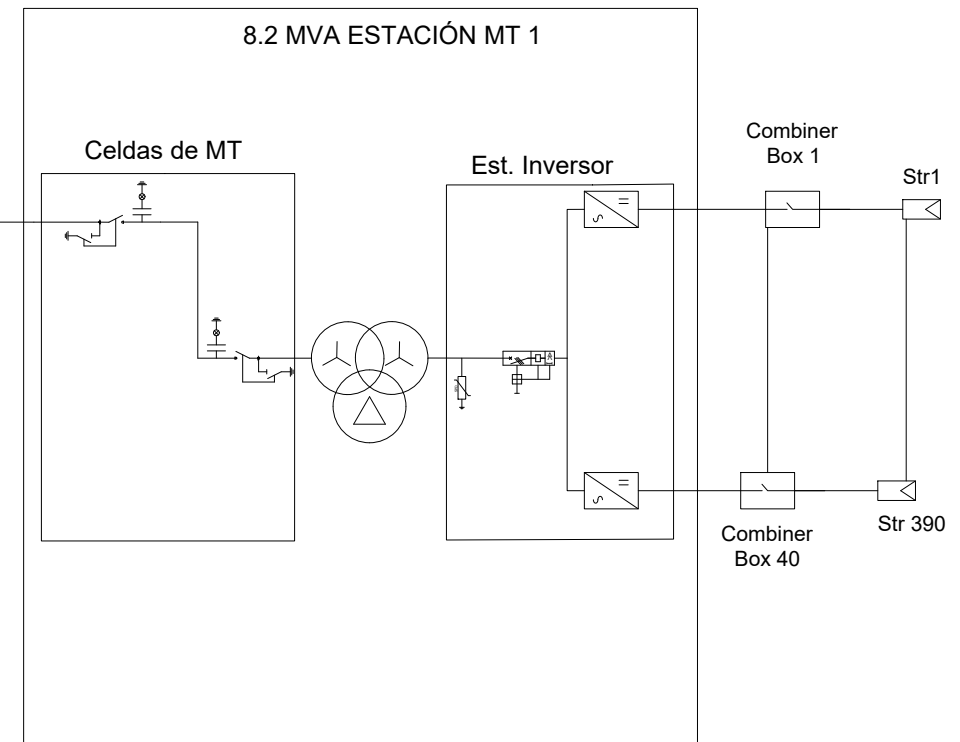 8.2 MVA ESTACIÓN MT 1
Celdas de MT
Est. Inversor
Combiner
Box 1
Str1
Combiner
Box 40
Str 390